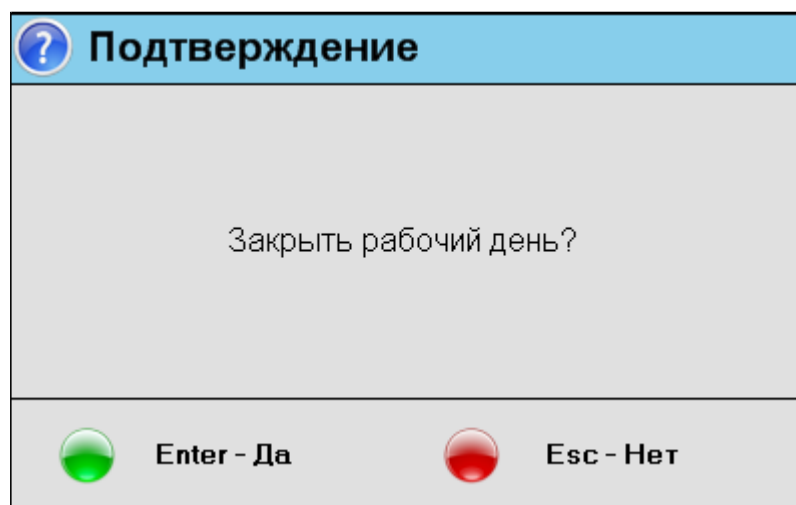 Подтверждение
Закрыть рабочий день?
Enter - Да
Esc - Нет